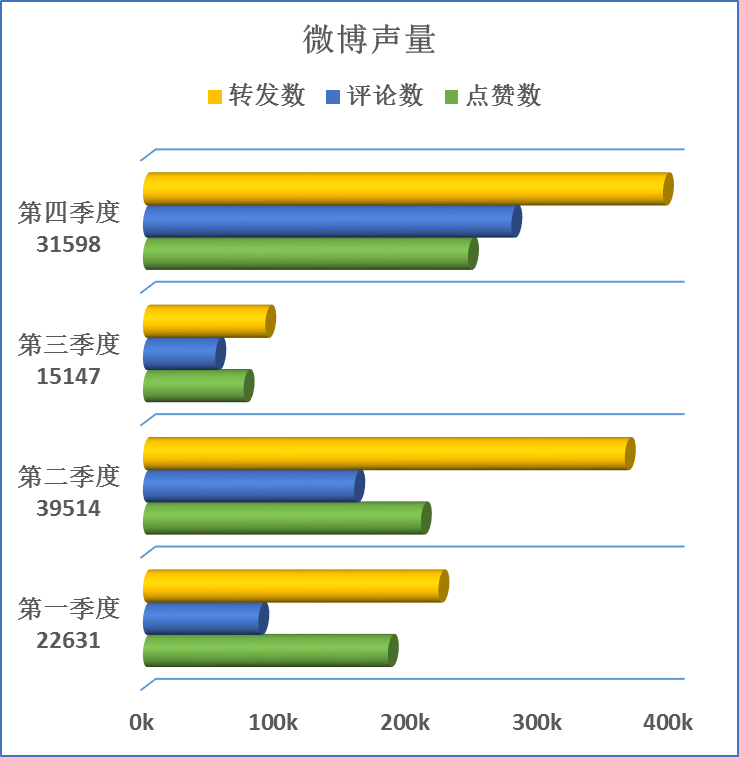 微博声量
转发数 评论数 点赞数
第四季度
31598
第三季度
15147
第二季度
39514
第一季度
22631
0k 100k 200k 300k 400k